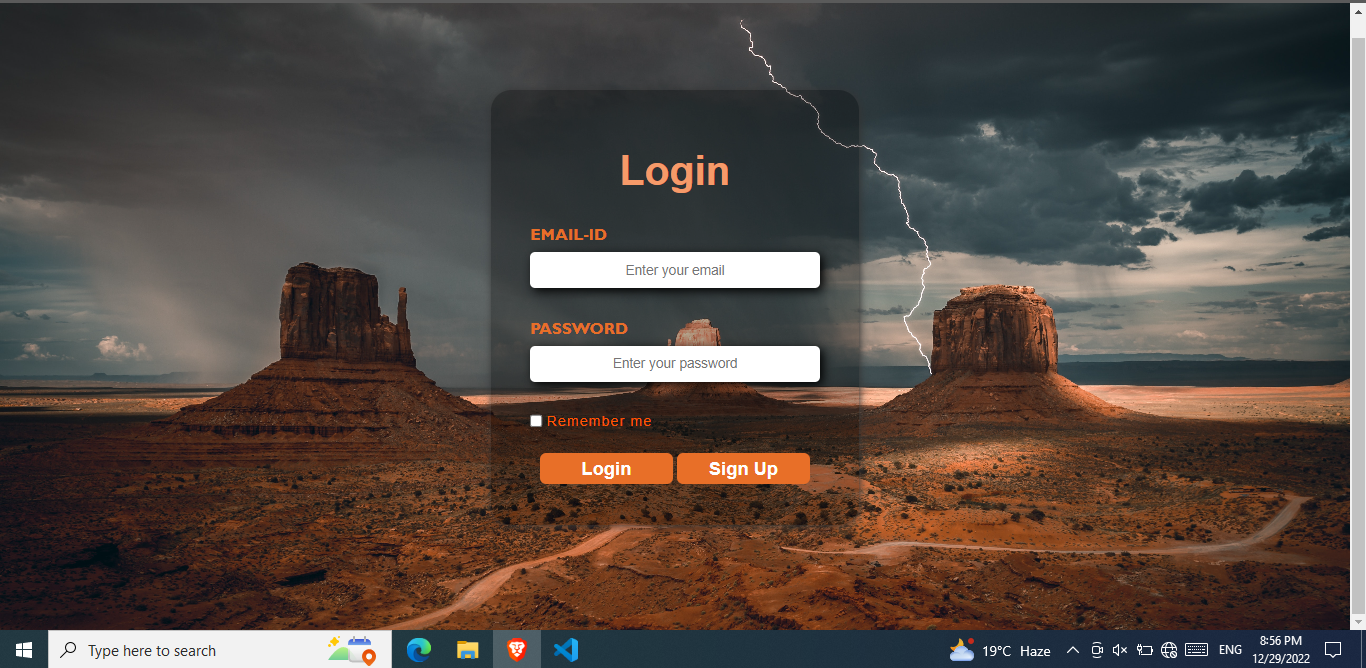 Login
EMAIL-ID
Enter your email
PASSWORD
Enter your password
Remember me
Login Sign Up
Type here to search
19°C Haze
ENG
8:56 PM
12/29/2022